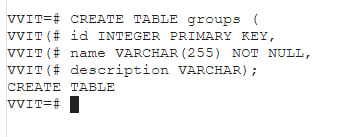 VVIT=# CREATE TABLE groups (
VVIT(# id INTEGER PRIMARY KEY,
VVIT(# name VARCHAR(255) NOT NULL,
VVIT(# description VARCHAR);
CREATE TABLE
VVIT=#